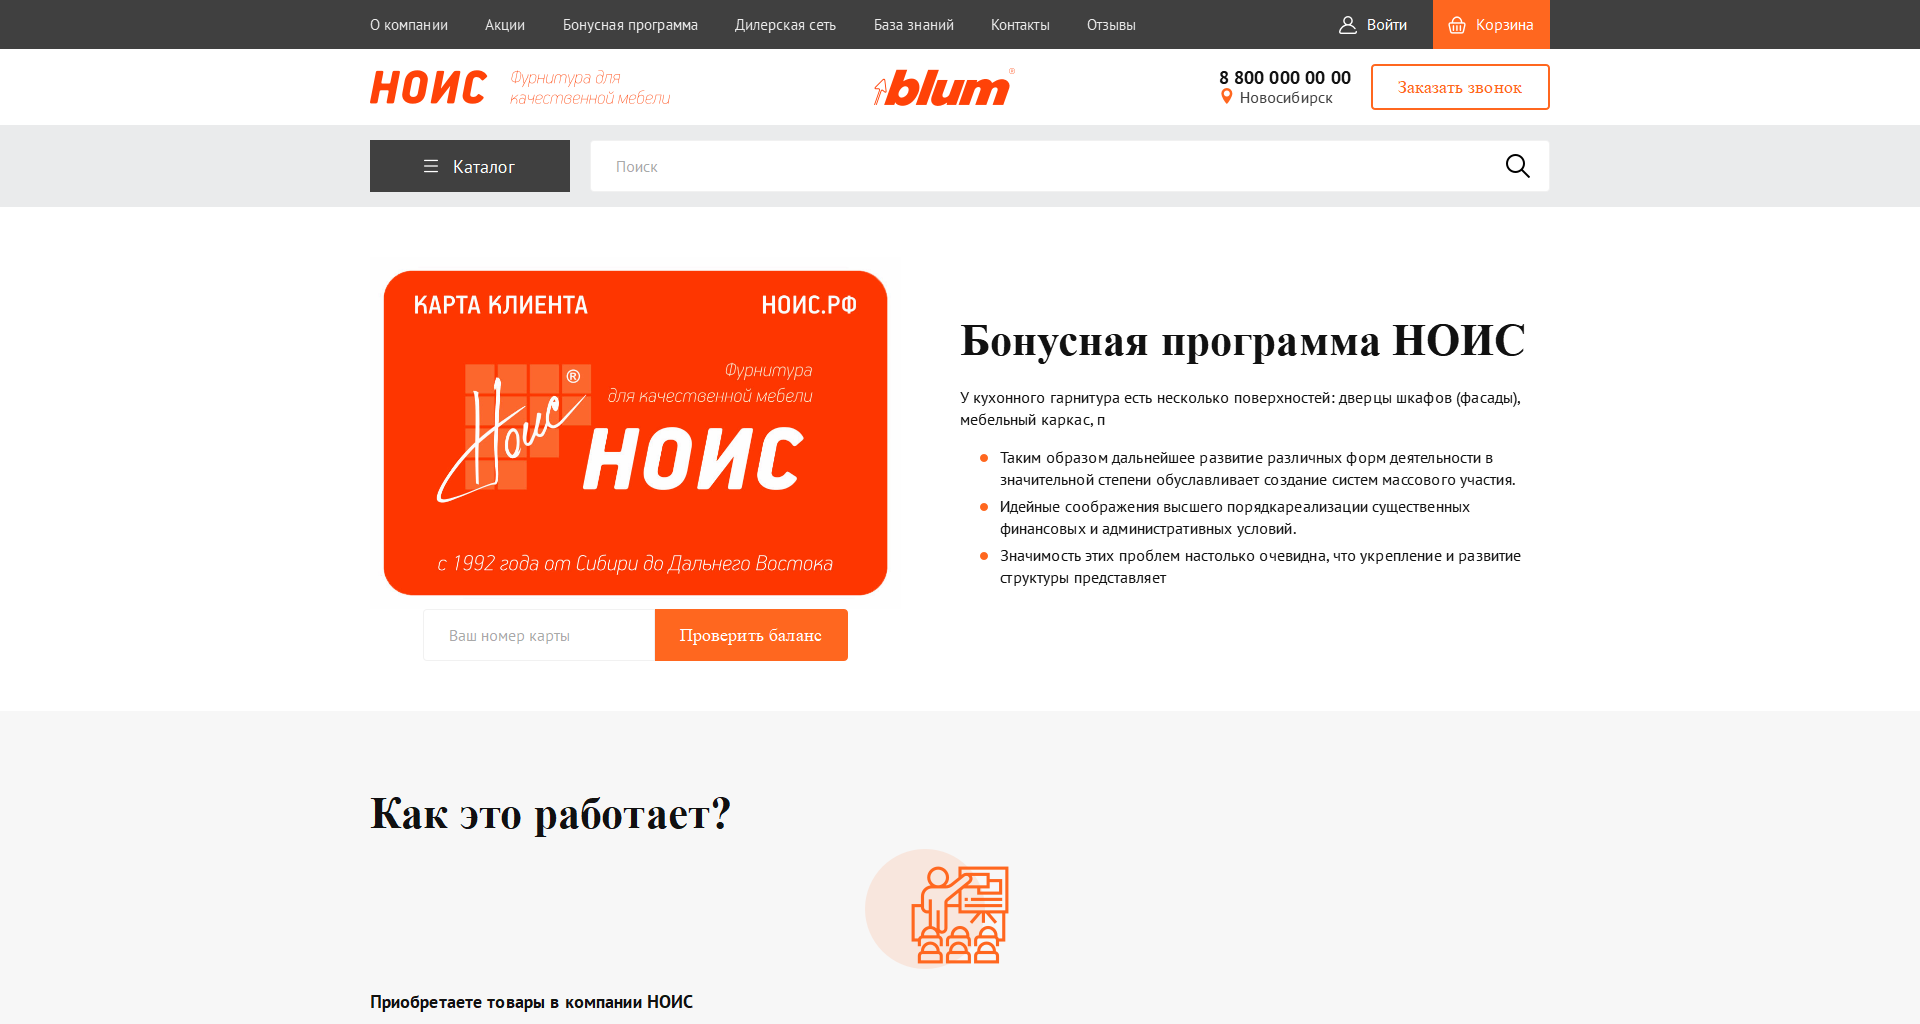 О компании Акции Бонусная программа Дилерская сеть База знаний Контакты Отзывы Войти Корзина
НОИС Фурнитура для
качественной мебели
blum®
8 800 000 00 00
Новосибирск
Заказать звонок
Каталог
Поиск
КАРТА КЛИЕНТА НОИС.РФ
Ноис®
Фурнитура
для качественной мебели
НОИС
с 1992 года от Сибири до Дальнего Востока
Ваш номер карты Проверить баланс
Бонусная программа НОИС
У кухонного гарнитура есть несколько поверхностей: дверцы шкафов (фасады),
мебельный каркас, п
Таким образом дальнейшее развитие различных форм деятельности в
значительной степени обуславливает создание систем массового участия.
Идейные соображения высшего порядкареализации существенных
финансовых и административных условий.
Значимость этих проблем настолько очевидна, что укрепление и развитие
структуры представляет
Как это работает?
Приобретаете товары в компании НОИС